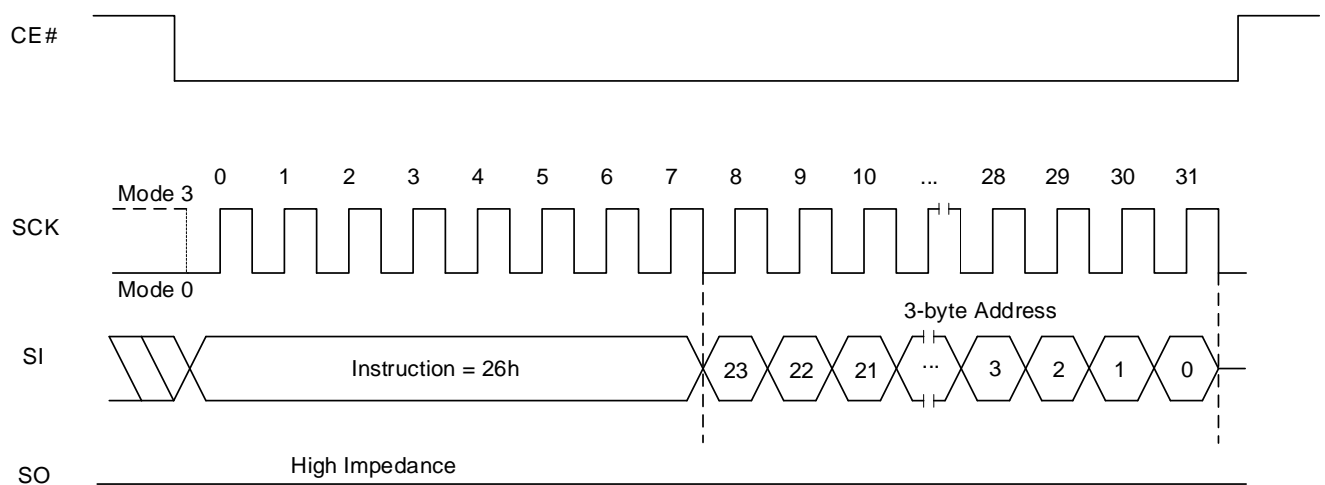 CE#
0 1 2 3 4 5 6 7 8 9 10 ... 28 29 30 31
Mode 3
SCK
Mode 0
3-byte Address
SI
Instruction = 26h 23 22 21 ... 3 2 1 0
High Impedance
SO